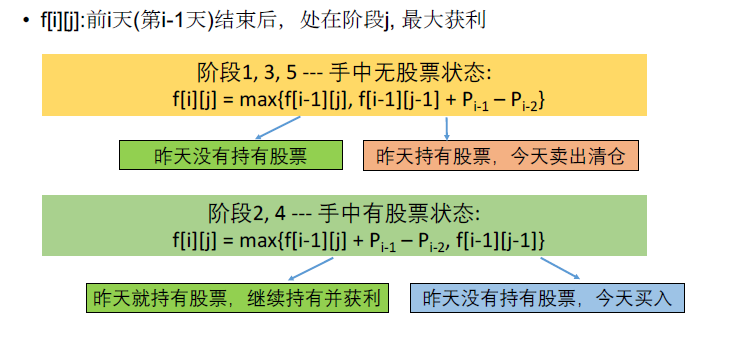 • f[i][j]:前i天(第i-1天)结束后，处在阶段j, 最大获利
阶段1, 3, 5 --- 手中无股票状态:
f[i][j] = max{f[i-1][j], f[i-1][j-1] + Pi-1 – Pi-2}
昨天没有持有股票
昨天持有股票，今天卖出清仓
阶段2, 4 --- 手中有股票状态:
f[i][j] = max{f[i-1][j] + Pi-1 – Pi-2, f[i-1][j-1]}
昨天就持有股票，继续持有并获利
昨天没有持有股票，今天买入